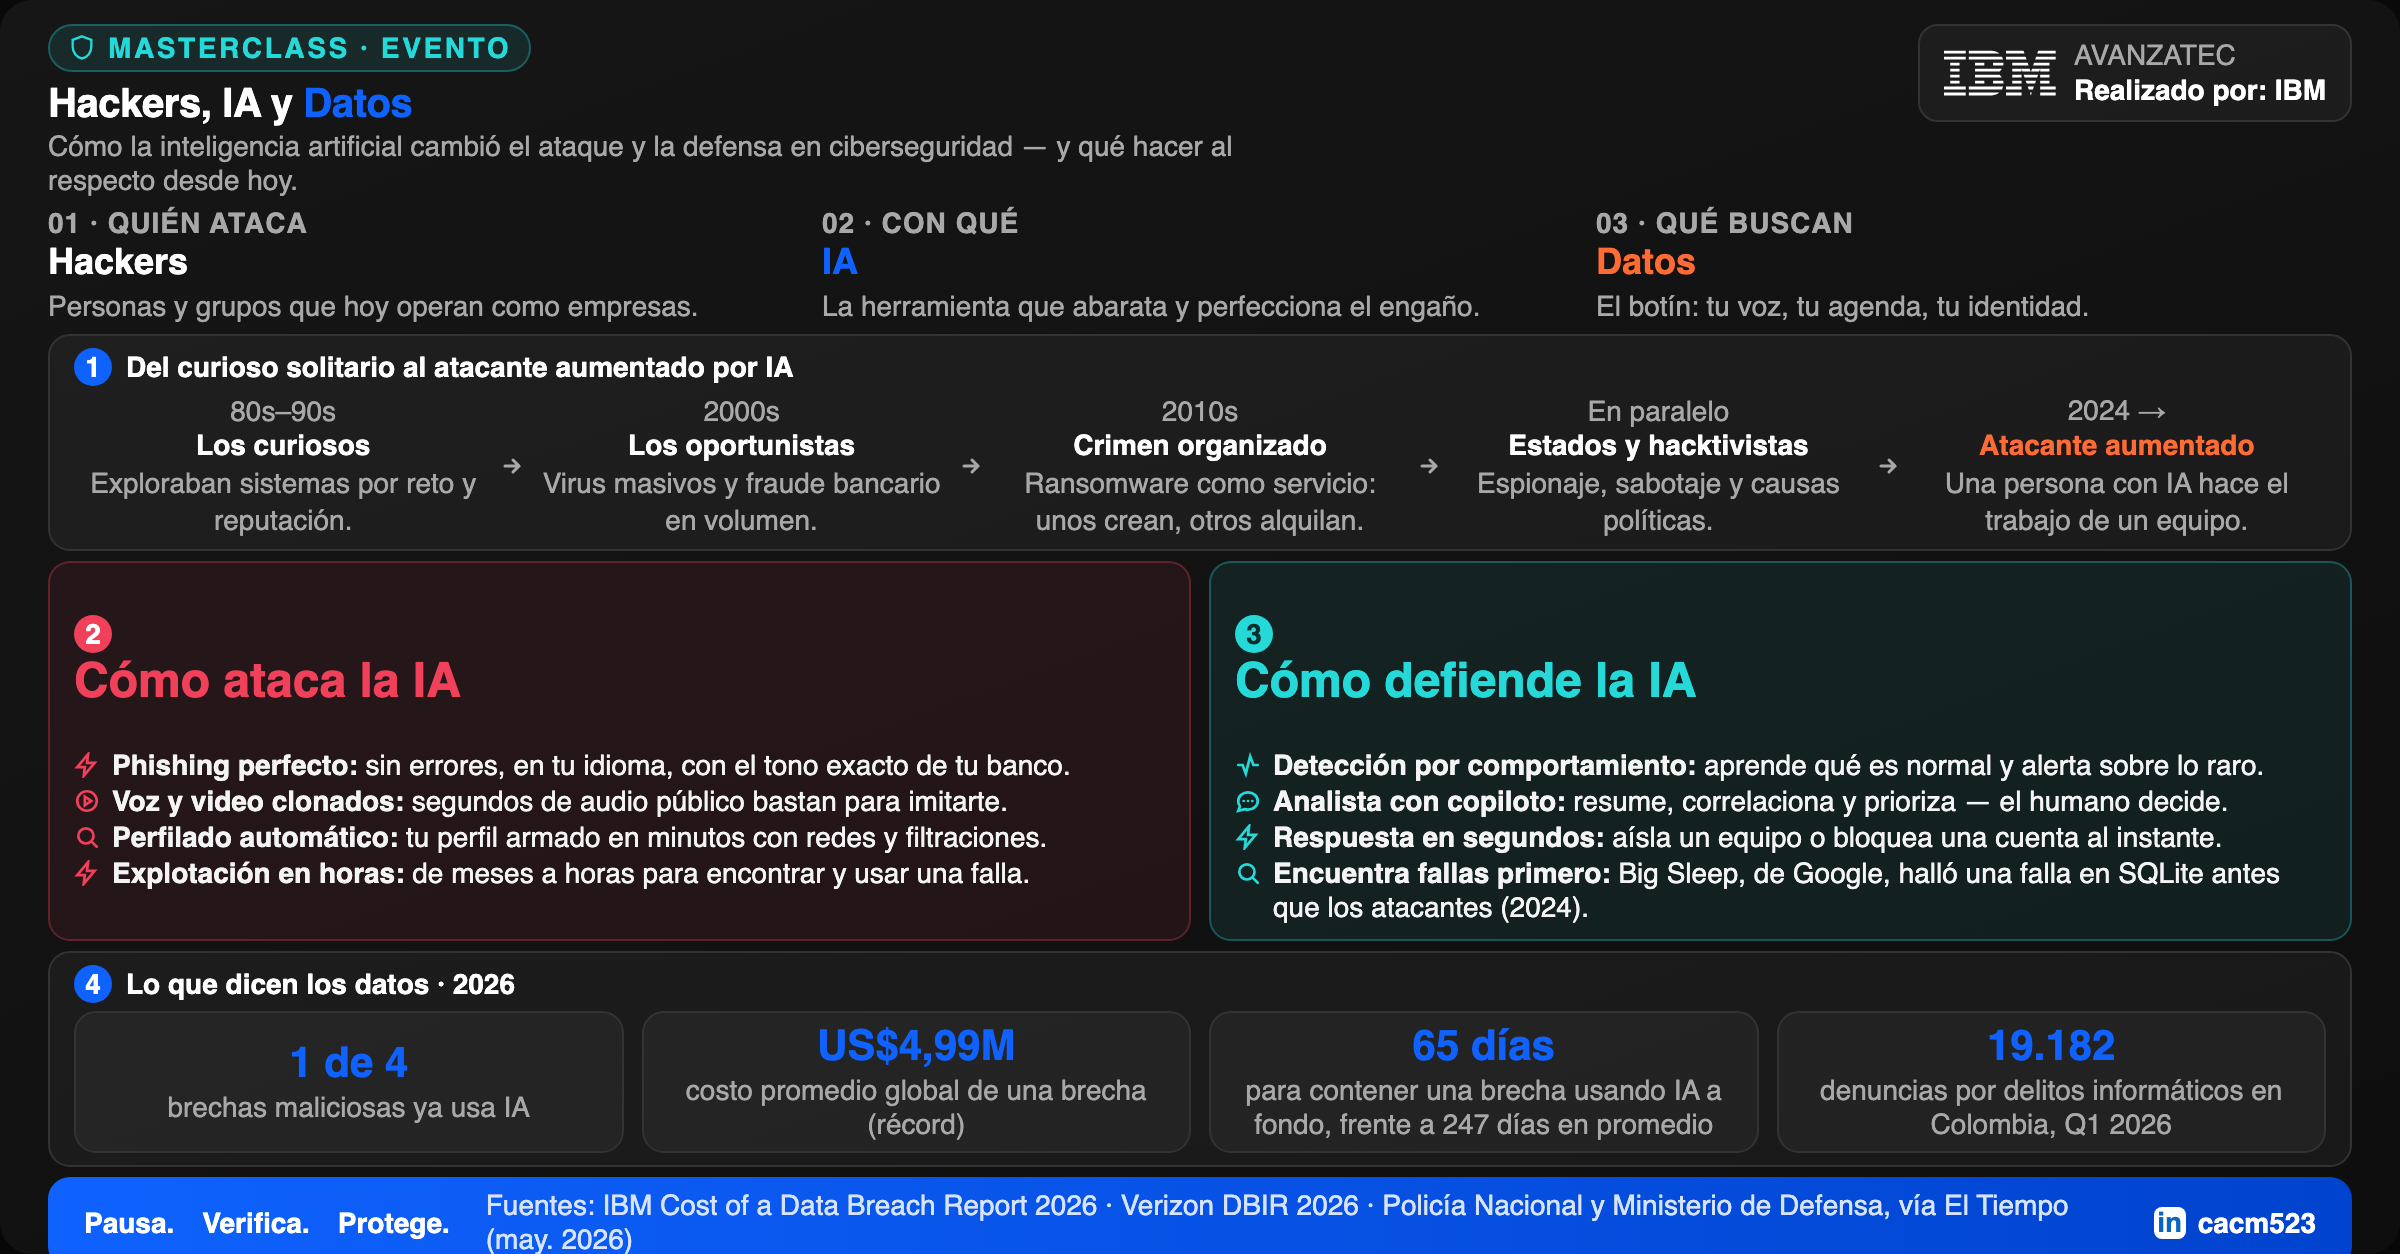 MASTERCLASS · EVENTO
IBM
AVANZATEC
Realizado por: IBM
Hackers, IA y Datos
Cómo la inteligencia artificial cambió el ataque y la defensa en ciberseguridad — y qué hacer al
respecto desde hoy.
01 · QUIÉN ATACA
Hackers
Personas y grupos que hoy operan como empresas.
02 · CON QUÉ
IA
La herramienta que abarata y perfecciona el engaño.
03 · QUÉ BUSCAN
Datos
El botín: tu voz, tu agenda, tu identidad.
1 Del curioso solitario al atacante aumentado por IA
80s–90s
Los curiosos
Exploraban sistemas por reto y
reputación.
→
2000s
Los oportunistas
Virus masivos y fraude bancario
en volumen.
→
2010s
Crimen organizado
Ransomware como servicio:
unos crean, otros alquilan.
→
En paralelo
Estados y hacktivistas
Espionaje, sabotaje y causas
políticas.
→
2024 →
Atacante aumentado
Una persona con IA hace el
trabajo de un equipo.
2
Cómo ataca la IA
Phishing perfecto: sin errores, en tu idioma, con el tono exacto de tu banco.
Voz y video clonados: segundos de audio público bastan para imitarte.
Perfilado automático: tu perfil armado en minutos con redes y filtraciones.
Explotación en horas: de meses a horas para encontrar y usar una falla.
3
Cómo defiende la IA
Detección por comportamiento: aprende qué es normal y alerta sobre lo raro.
Analista con copiloto: resume, correlaciona y prioriza — el humano decide.
Respuesta en segundos: aísla un equipo o bloquea una cuenta al instante.
Encuentra fallas primero: Big Sleep, de Google, halló una falla en SQLite antes
que los atacantes (2024).
4 Lo que dicen los datos · 2026
1 de 4
brechas maliciosas ya usa IA
US$4,99M
costo promedio global de una brecha
(récord)
65 días
para contener una brecha usando IA a
fondo, frente a 247 días en promedio
19.182
denuncias por delitos informáticos en
Colombia, Q1 2026
Pausa. Verifica. Protege.
Fuentes: IBM Cost of a Data Breach Report 2026 · Verizon DBIR 2026 · Policía Nacional y Ministerio de Defensa, vía El Tiempo
(may. 2026)
in cacm523